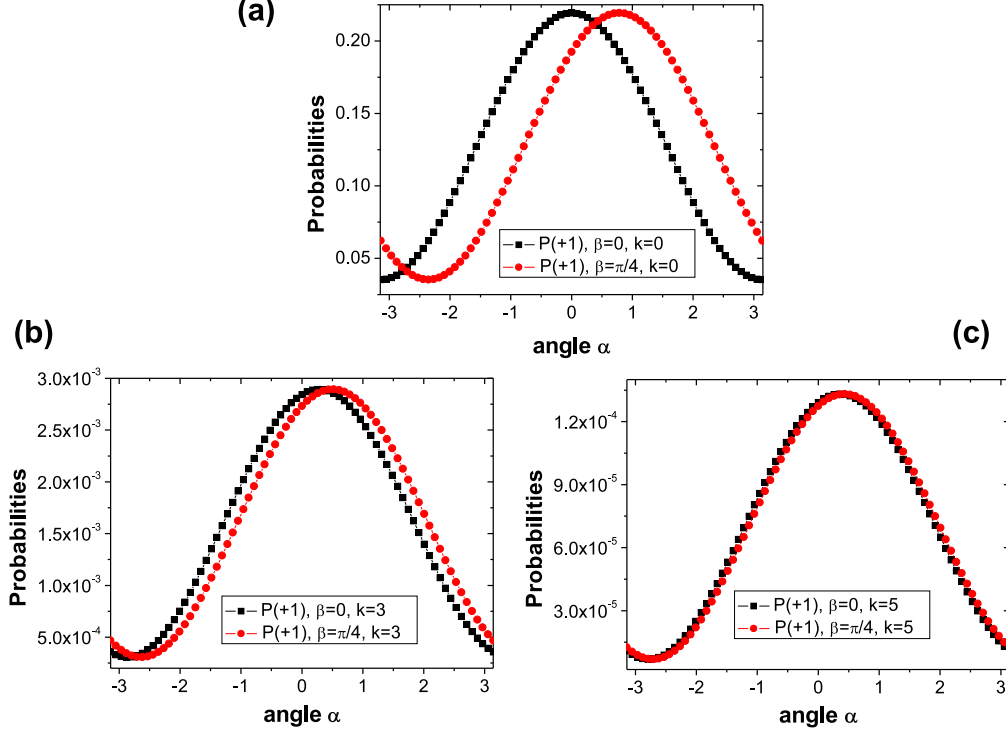 (a)
Probabilities
0.20
0.15
0.10
0.05
P(+1), β=0, k=0
P(+1), β=π/4, k=0
-3 -2 -1 0 1 2 3
angle α
(b)
Probabilities
3.0x10⁻³
2.5x10⁻³
2.0x10⁻³
1.5x10⁻³
1.0x10⁻³
5.0x10⁻⁴
P(+1), β=0, k=3
P(+1), β=π/4, k=3
-3 -2 -1 0 1 2 3
angle α
(c)
Probabilities
1.2x10⁻⁴
9.0x10⁻⁵
6.0x10⁻⁵
3.0x10⁻⁵
P(+1), β=0, k=5
P(+1), β=π/4, k=5
-3 -2 -1 0 1 2 3
angle α